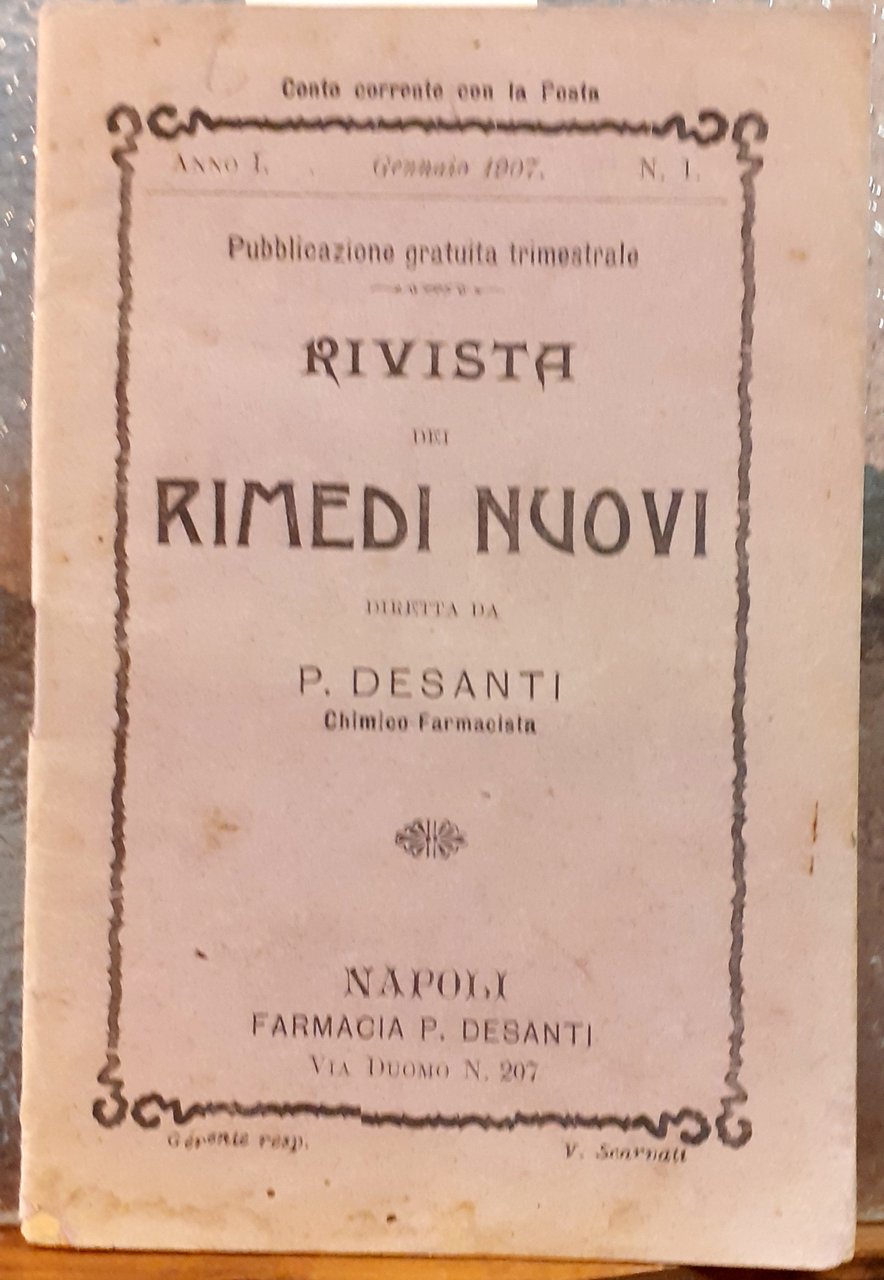 Conto corrente con la Posta
Anno I. Gennaio 1907. N. 1.
Pubblicazione gratuita trimestrale
RIVISTA
DEI
RIMEDI NUOVI
DIRETTA DA
P. DESANTI
Chimico Farmacista
NAPOLI
FARMACIA P. DESANTI
Via Duomo N. 207
Gerente resp. V. Scarnati